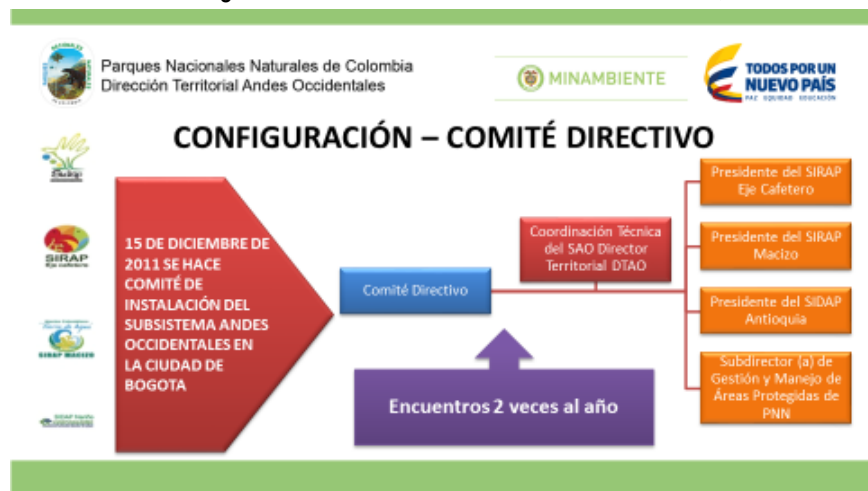 Parques Nacionales Naturales de Colombia
Dirección Territorial Andes Occidentales
MINAMBIENTE
TODOS POR UN
NUEVO PAÍS
PAZ EQUIDAD EDUCACIÓN
CONFIGURACIÓN – COMITÉ DIRECTIVO
SIRAP
Eje cafetero
SIRAP MACIZO
15 DE DICIEMBRE DE
2011 SE HACE
COMITÉ DE
INSTALACIÓN DEL
SUBSISTEMA ANDES
OCCIDENTALES EN
LA CIUDAD DE
BOGOTA
Comité Directivo
Coordinación Técnica
del SAO Director
Territorial DTAO
Encuentros 2 veces al año
Presidente del SIRAP
Eje Cafetero
Presidente del SIRAP
Macizo
Presidente del SIDAP
Antioquia
Subdirector (a) de
Gestión y Manejo de
Áreas Protegidas de
PNN